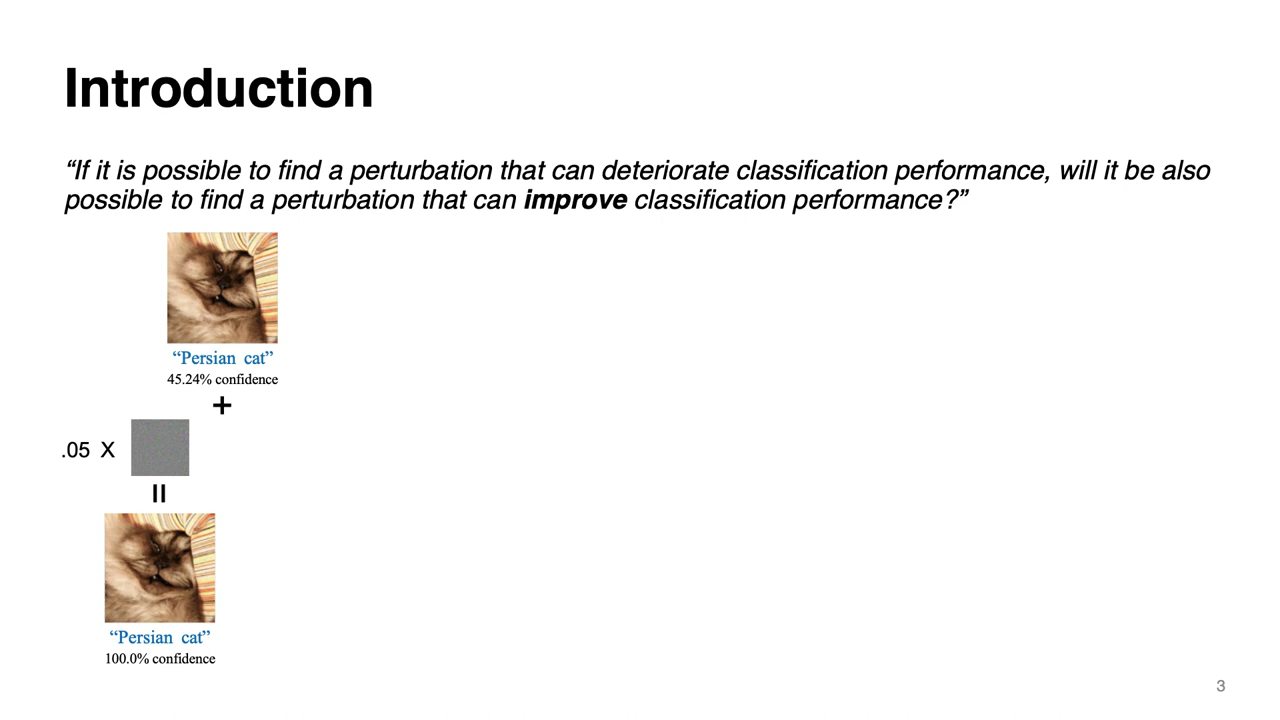 Introduction
“If it is possible to find a perturbation that can deteriorate classification performance, will it be also
possible to find a perturbation that can improve classification performance?”
“Persian cat”
45.24% confidence
+
.05 X
=
“Persian cat”
100.0% confidence
3